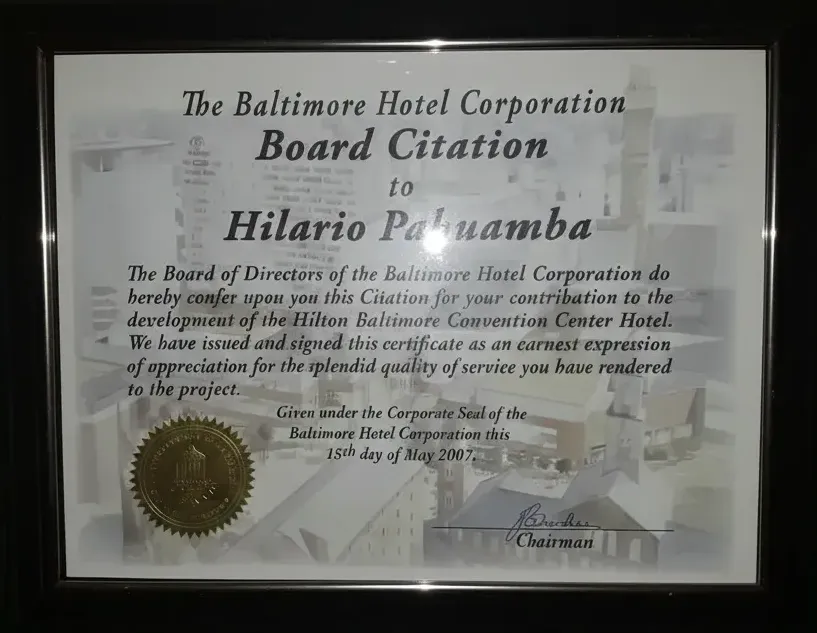 The Baltimore Hotel Corporation
Board Citation
to
Hilario Pahuamba
The Board of Directors of the Baltimore Hotel Corporation do
hereby confer upon you this Citation for your contribation to the
development of the Hilton Baltimore Convention Center Hotel.
We have issued and signed this certificate as an earnest expression
of appreciation for the splendid quality of service you have rendered
to the project.
Given under the Corporate Seal of the
Baltimore Hotel Corporation this
15th day of May 2007.
Chairman